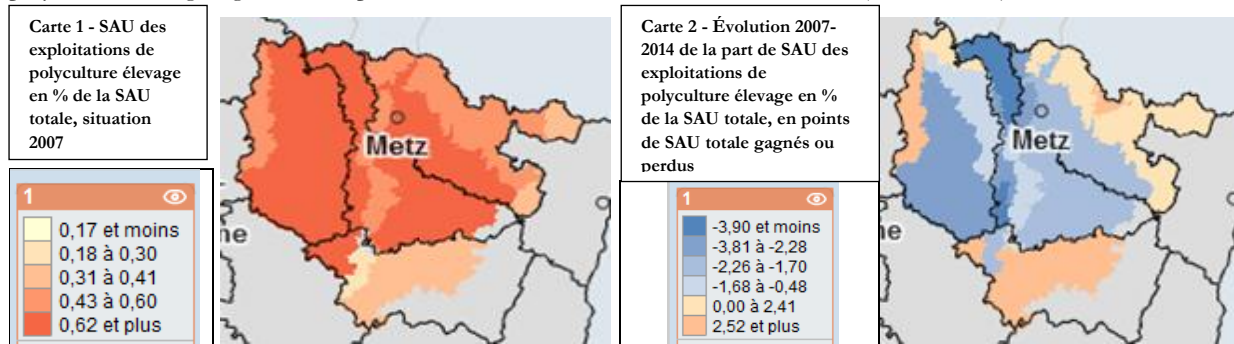 Carte 1 - SAU des
exploitations de
polyculture élevage
en % de la SAU
totale, situation
2007
1
0,17 et moins
0,18 à 0,30
0,31 à 0,41
0,43 à 0,60
0,62 et plus
Metz
Carte 2 - Évolution 2007-
2014 de la part de SAU des
exploitations de
polyculture élevage en %
de la SAU totale, en points
de SAU totale gagnés ou
perdus
1
-3,90 et moins
-3,81 à -2,28
-2,26 à -1,70
-1,68 à -0,48
0,00 à 2,41
2,52 et plus
Metz
ne
ne